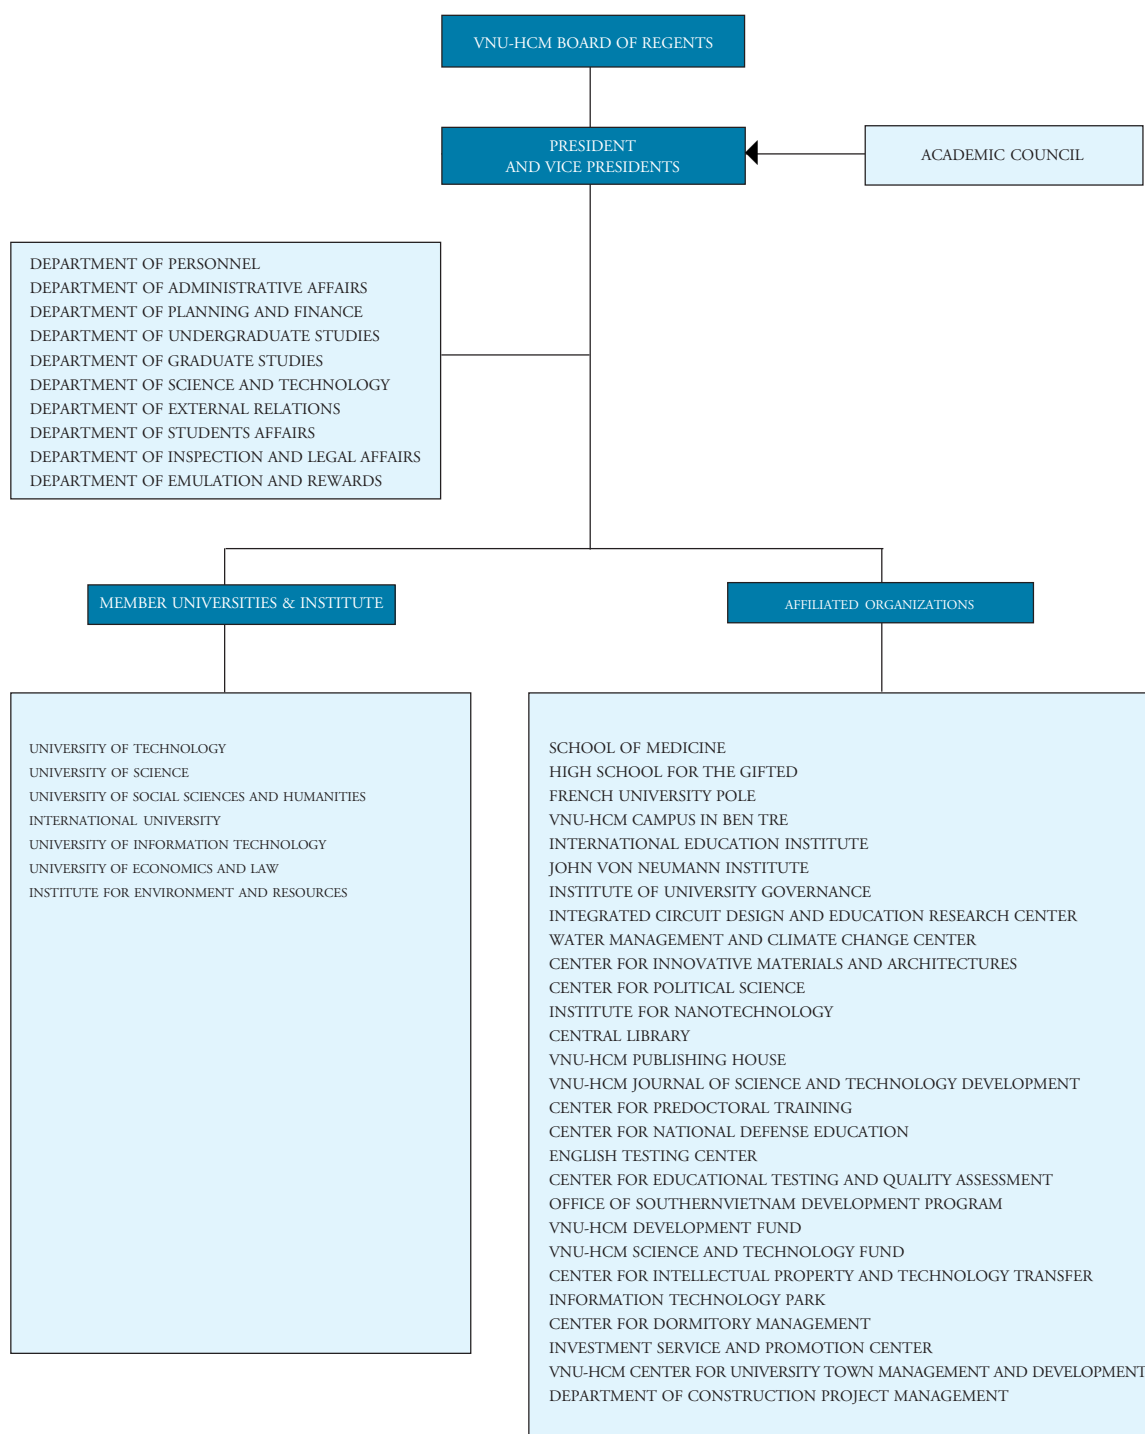 VNU-HCM BOARD OF REGENTS
PRESIDENT
AND VICE PRESIDENTS
ACADEMIC COUNCIL
DEPARTMENT OF PERSONNEL
DEPARTMENT OF ADMINISTRATIVE AFFAIRS
DEPARTMENT OF PLANNING AND FINANCE
DEPARTMENT OF UNDERGRADUATE STUDIES
DEPARTMENT OF GRADUATE STUDIES
DEPARTMENT OF SCIENCE AND TECHNOLOGY
DEPARTMENT OF EXTERNAL RELATIONS
DEPARTMENT OF STUDENTS AFFAIRS
DEPARTMENT OF INSPECTION AND LEGAL AFFAIRS
DEPARTMENT OF EMULATION AND REWARDS
MEMBER UNIVERSITIES & INSTITUTE
UNIVERSITY OF TECHNOLOGY
UNIVERSITY OF SCIENCE
UNIVERSITY OF SOCIAL SCIENCES AND HUMANITIES
INTERNATIONAL UNIVERSITY
UNIVERSITY OF INFORMATION TECHNOLOGY
UNIVERSITY OF ECONOMICS AND LAW
INSTITUTE FOR ENVIRONMENT AND RESOURCES
AFFILIATED ORGANIZATIONS
SCHOOL OF MEDICINE
HIGH SCHOOL FOR THE GIFTED
FRENCH UNIVERSITY POLE
VNU-HCM CAMPUS IN BEN TRE
INTERNATIONAL EDUCATION INSTITUTE
JOHN VON NEUMANN INSTITUTE
INSTITUTE OF UNIVERSITY GOVERNANCE
INTEGRATED CIRCUIT DESIGN AND EDUCATION RESEARCH CENTER
WATER MANAGEMENT AND CLIMATE CHANGE CENTER
CENTER FOR INNOVATIVE MATERIALS AND ARCHITECTURES
CENTER FOR POLITICAL SCIENCE
INSTITUTE FOR NANOTECHNOLOGY
CENTRAL LIBRARY
VNU-HCM PUBLISHING HOUSE
VNU-HCM JOURNAL OF SCIENCE AND TECHNOLOGY DEVELOPMENT
CENTER FOR PREDOCTORAL TRAINING
CENTER FOR NATIONAL DEFENSE EDUCATION
ENGLISH TESTING CENTER
CENTER FOR EDUCATIONAL TESTING AND QUALITY ASSESSMENT
OFFICE OF SOUTHERNVIETNAM DEVELOPMENT PROGRAM
VNU-HCM DEVELOPMENT FUND
VNU-HCM SCIENCE AND TECHNOLOGY FUND
CENTER FOR INTELLECTUAL PROPERTY AND TECHNOLOGY TRANSFER
INFORMATION TECHNOLOGY PARK
CENTER FOR DORMITORY MANAGEMENT
INVESTMENT SERVICE AND PROMOTION CENTER
VNU-HCM CENTER FOR UNIVERSITY TOWN MANAGEMENT AND DEVELOPMENT
DEPARTMENT OF CONSTRUCTION PROJECT MANAGEMENT